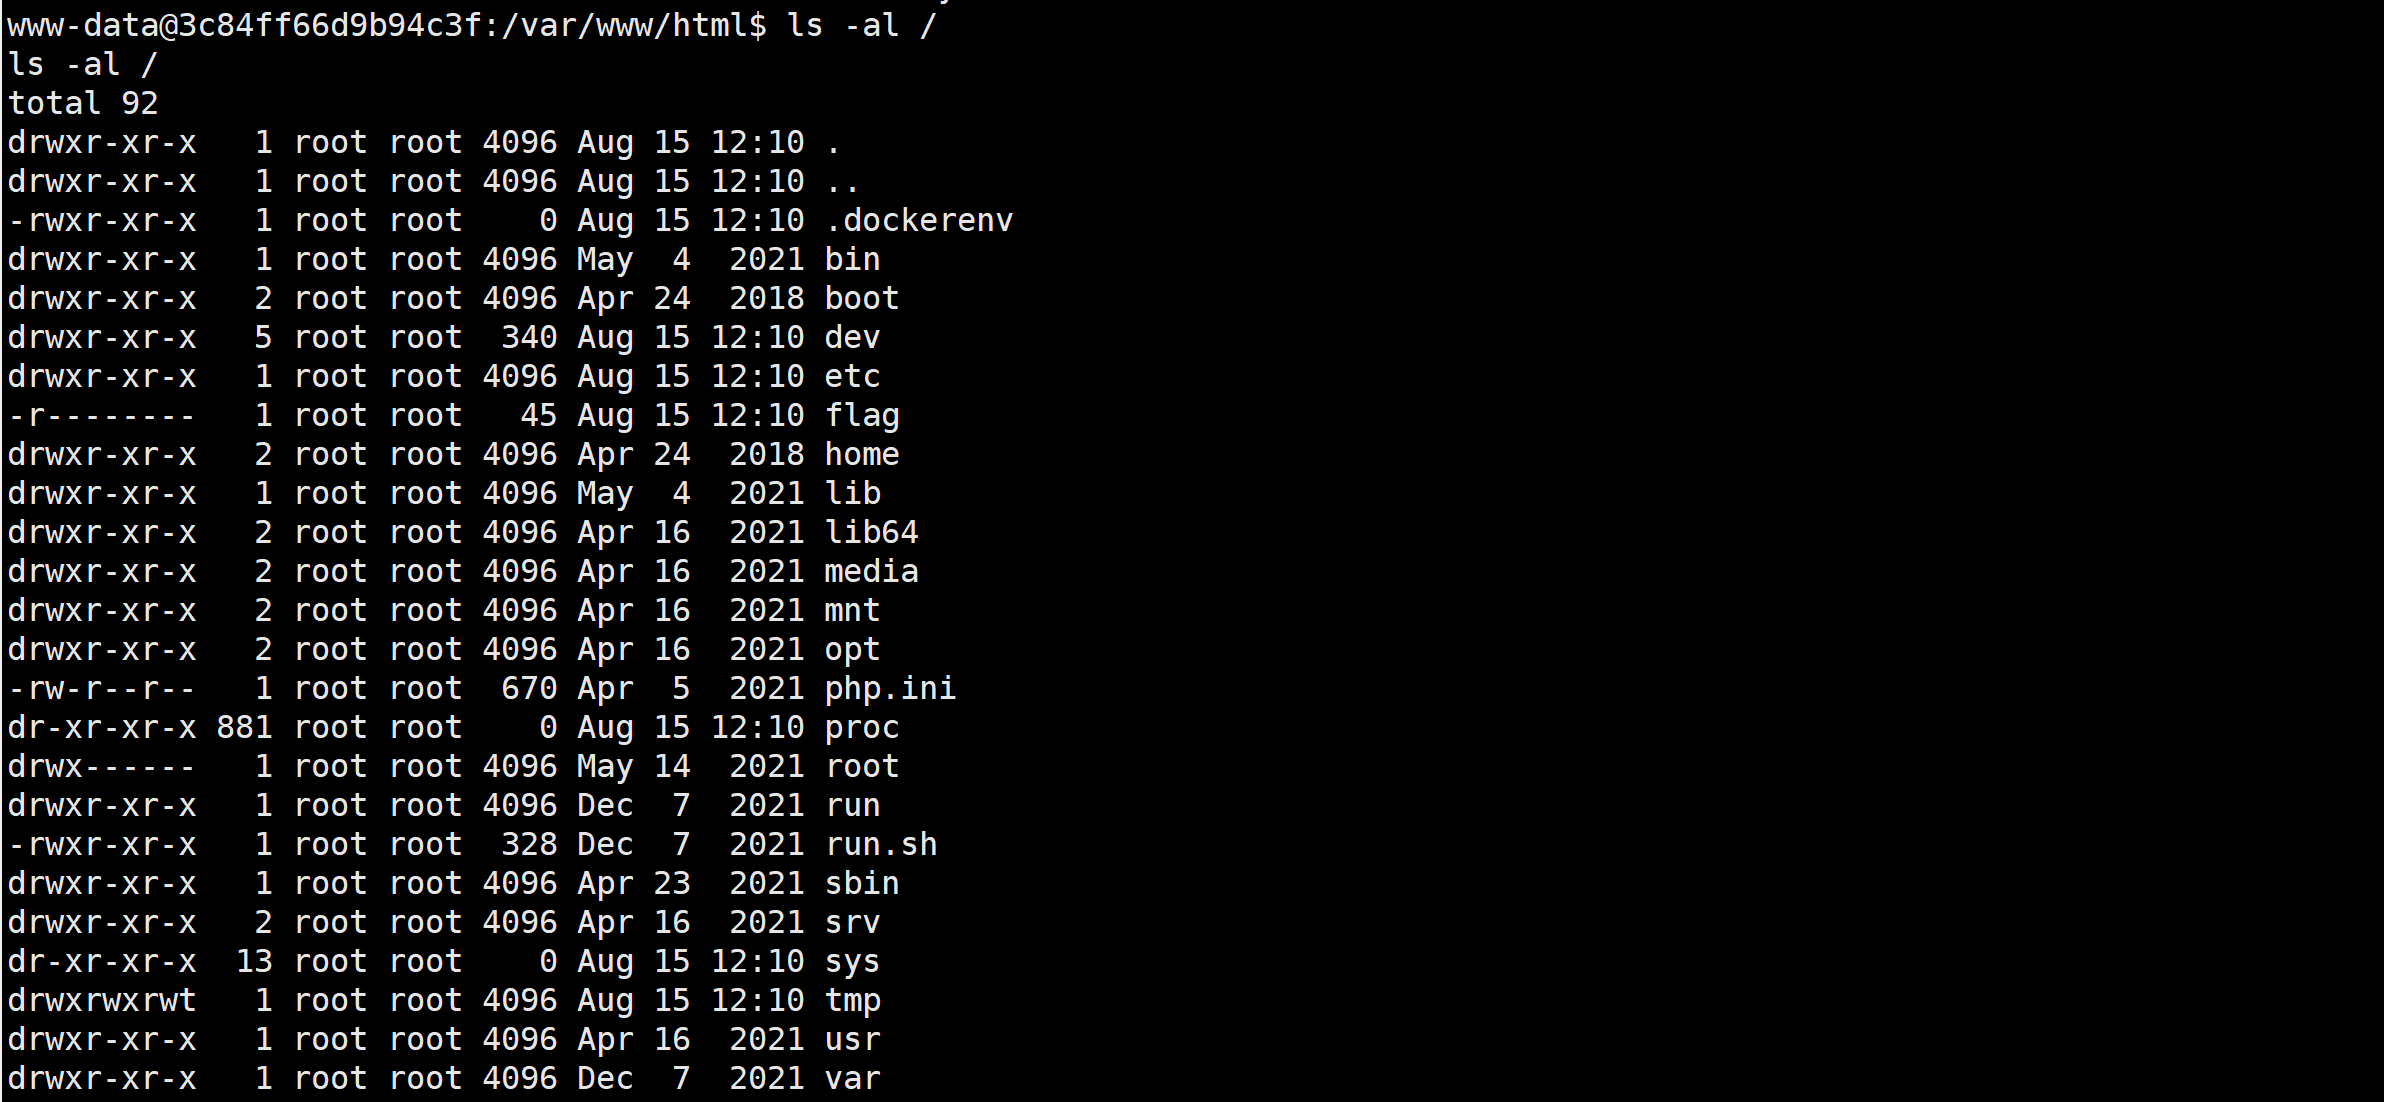 www-data@3c84ff66d9b94c3f:/var/www/html$ ls -al /
ls -al /
total 92
drwxr-xr-x   1 root root 4096 Aug 15 12:10 .
drwxr-xr-x   1 root root 4096 Aug 15 12:10 ..
-rwxr-xr-x   1 root root    0 Aug 15 12:10 .dockerenv
drwxr-xr-x   1 root root 4096 May  4  2021 bin
drwxr-xr-x   2 root root 4096 Apr 24  2018 boot
drwxr-xr-x   5 root root  340 Aug 15 12:10 dev
drwxr-xr-x   1 root root 4096 Aug 15 12:10 etc
-r--------   1 root root   45 Aug 15 12:10 flag
drwxr-xr-x   2 root root 4096 Apr 24  2018 home
drwxr-xr-x   1 root root 4096 May  4  2021 lib
drwxr-xr-x   2 root root 4096 Apr 16  2021 lib64
drwxr-xr-x   2 root root 4096 Apr 16  2021 media
drwxr-xr-x   2 root root 4096 Apr 16  2021 mnt
drwxr-xr-x   2 root root 4096 Apr 16  2021 opt
-rw-r--r--   1 root root  670 Apr  5  2021 php.ini
dr-xr-xr-x 881 root root    0 Aug 15 12:10 proc
drwx------   1 root root 4096 May 14  2021 root
drwxr-xr-x   1 root root 4096 Dec  7  2021 run
-rwxr-xr-x   1 root root  328 Dec  7  2021 run.sh
drwxr-xr-x   1 root root 4096 Apr 23  2021 sbin
drwxr-xr-x   2 root root 4096 Apr 16  2021 srv
dr-xr-xr-x  13 root root    0 Aug 15 12:10 sys
drwxrwxrwt   1 root root 4096 Aug 15 12:10 tmp
drwxr-xr-x   1 root root 4096 Apr 16  2021 usr
drwxr-xr-x   1 root root 4096 Dec  7  2021 var